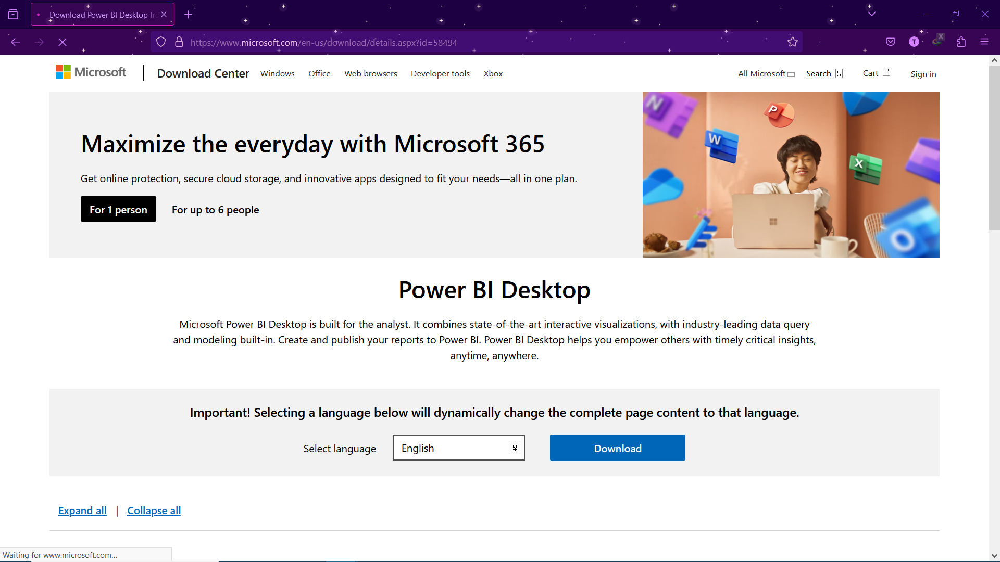 Download Power BI Desktop fro
https://www.microsoft.com/en-us/download/details.aspx?id=58494
T
X
Microsoft
Download Center
Windows
Office
Web browsers
Developer tools
Xbox
All Microsoft
Search
Cart
Sign in
Maximize the everyday with Microsoft 365
Get online protection, secure cloud storage, and innovative apps designed to fit your needs—all in one plan.
For 1 person
For up to 6 people
N
P
W
X
O
Power BI Desktop
Microsoft Power BI Desktop is built for the analyst. It combines state-of-the-art interactive visualizations, with industry-leading data query
and modeling built-in. Create and publish your reports to Power BI. Power BI Desktop helps you empower others with timely critical insights,
anytime, anywhere.
Important! Selecting a language below will dynamically change the complete page content to that language.
Select language
English
Download
Expand all | Collapse all
Waiting for www.microsoft.com...